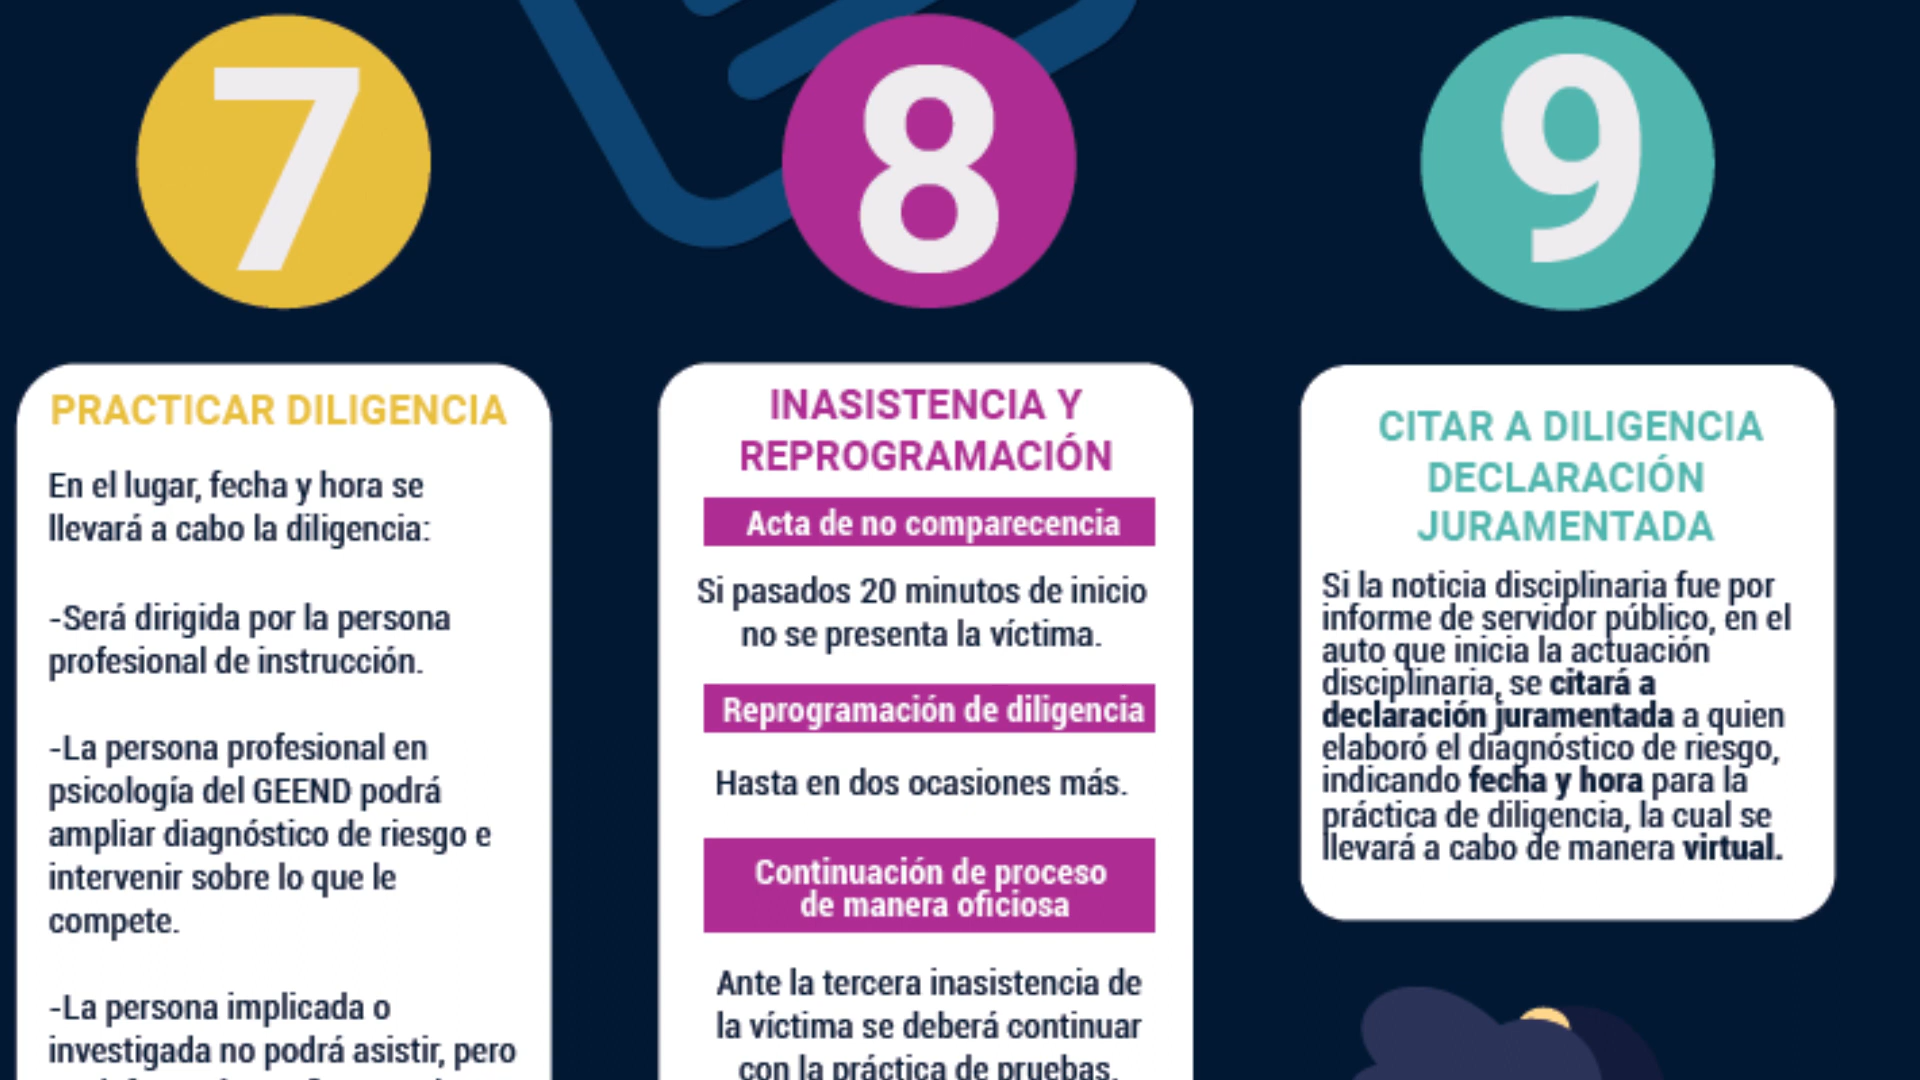 7
PRACTICAR DILIGENCIA
En el lugar, fecha y hora se
llevará a cabo la diligencia:
-Será dirigida por la persona
profesional de instrucción.
-La persona profesional en
psicología del GEEND podrá
ampliar diagnóstico de riesgo e
intervenir sobre lo que le
compete.
-La persona implicada o
investigada no podrá asistir, pero
8
INASISTENCIA Y
REPROGRAMACIÓN
Acta de no comparecencia
Si pasados 20 minutos de inicio
no se presenta la víctima.
Reprogramación de diligencia
Hasta en dos ocasiones más.
Continuación de proceso
de manera oficiosa
Ante la tercera inasistencia de
la víctima se deberá continuar
con la práctica de pruebas.
9
CITAR A DILIGENCIA
DECLARACIÓN
JURAMENTADA
Si la noticia disciplinaria fue por
informe de servidor público, en el
auto que inicia la actuación
disciplinaria, se citará a
declaración juramentada a quien
elaboró el diagnóstico de riesgo,
indicando fecha y hora para la
práctica de diligencia, la cual se
llevará a cabo de manera virtual.